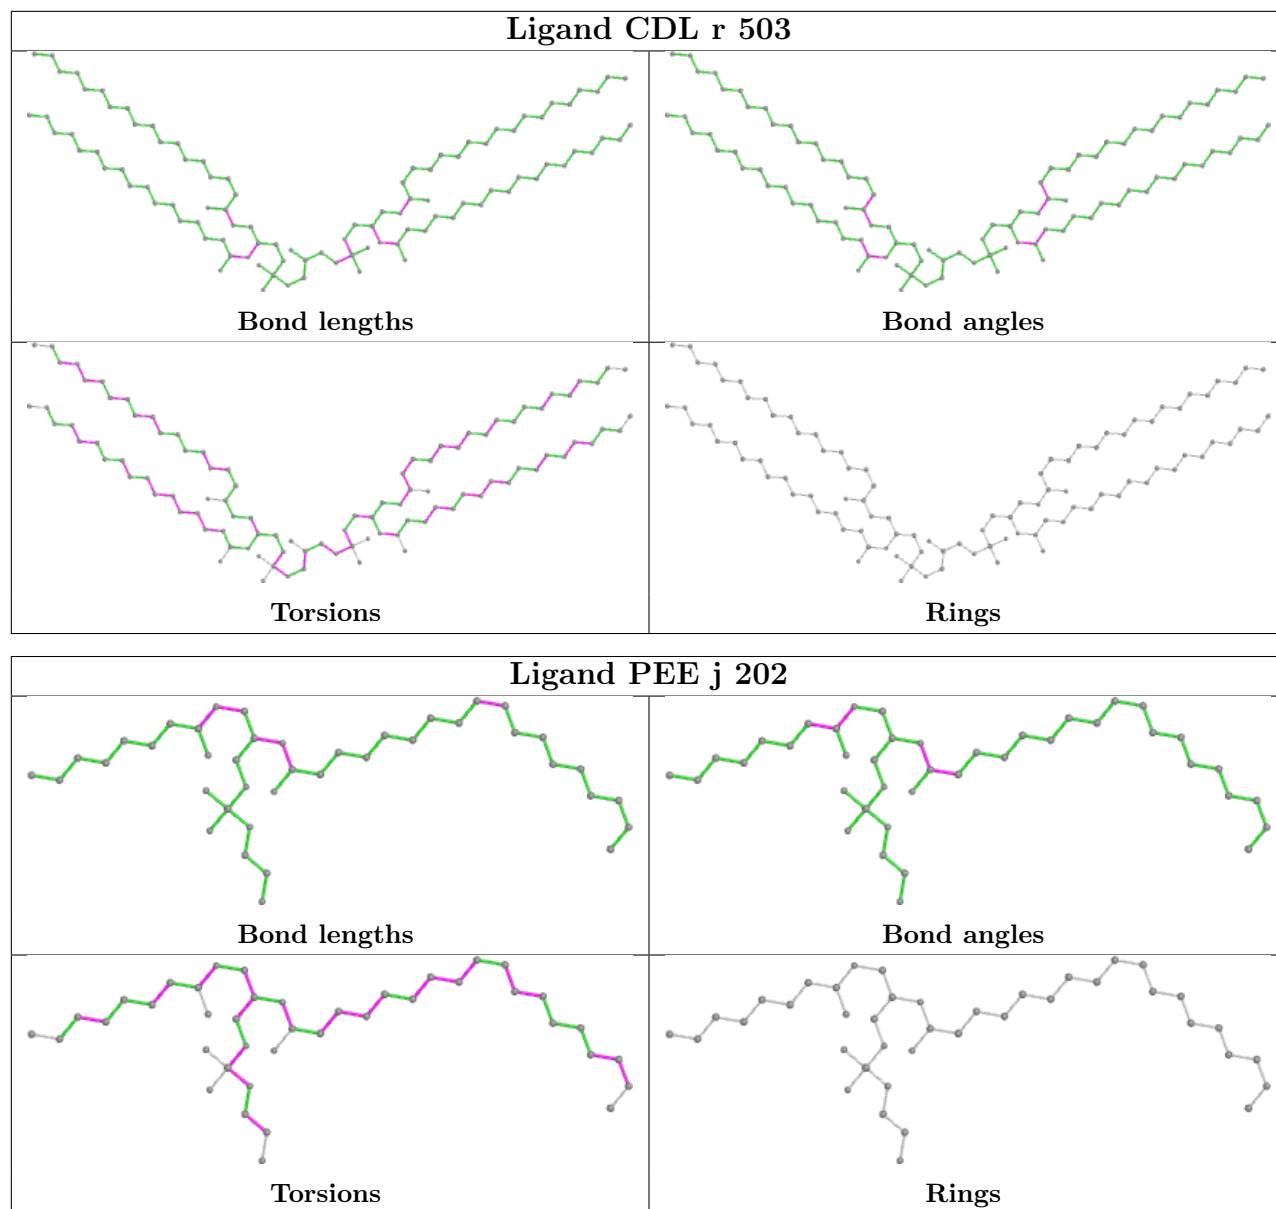 Ligand CDL r 503
Bond lengths
Bond angles
Torsions
Rings
Ligand PEE j 202
Bond lengths
Bond angles
Torsions
Rings